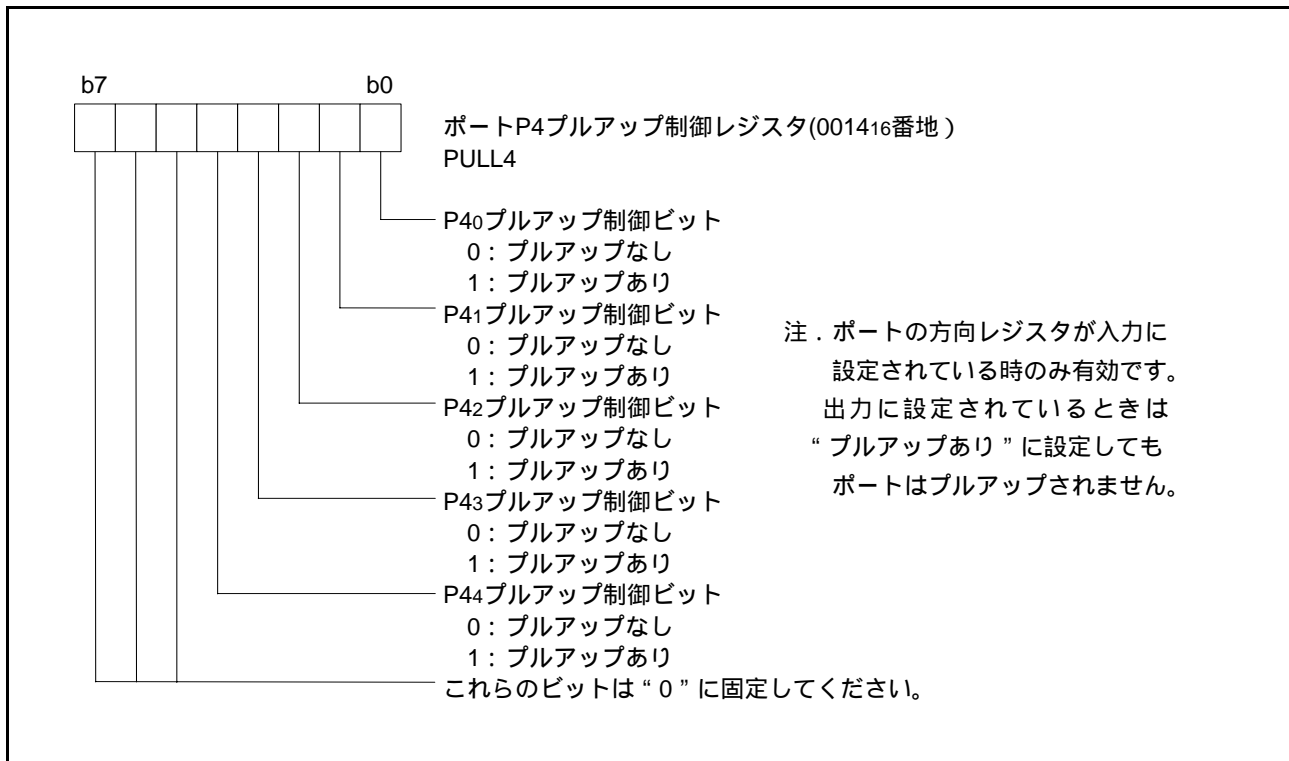 b7 b0
ポートP4プルアップ制御レジスタ(001416番地)
PULL4
P40プルアップ制御ビット
0：プルアップなし
1：プルアップあり
P41プルアップ制御ビット
0：プルアップなし
1：プルアップあり
P42プルアップ制御ビット
0：プルアップなし
1：プルアップあり
P43プルアップ制御ビット
0：プルアップなし
1：プルアップあり
P44プルアップ制御ビット
0：プルアップなし
1：プルアップあり
これらのビットは“0”に固定してください。
注．ポートの方向レジスタが入力に
設定されている時のみ有効です。
出力に設定されているときは
“プルアップあり”に設定しても
ポートはプルアップされません。